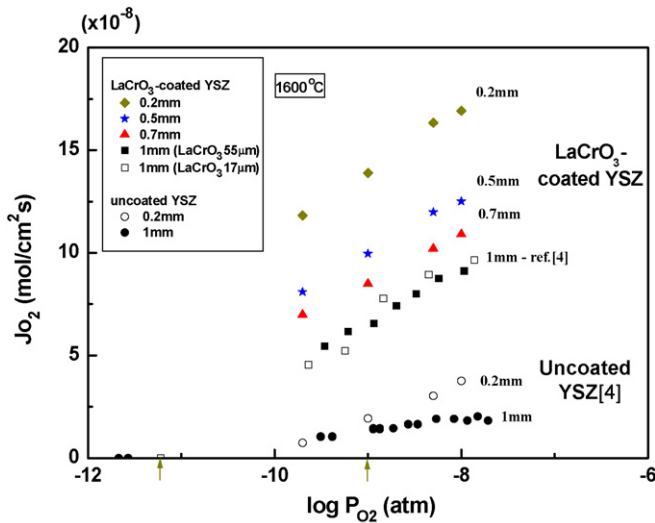 ×10⁻⁸
20
15
10
5
0
Jo₂ (mol/cm²s)
LaCrO₃-coated YSZ
0.2mm
0.5mm
0.7mm
1mm (LaCrO₃ 55μm)
1mm (LaCrO₃ 17μm)
uncoated YSZ
0.2mm
1mm
1600°C
0.2mm
LaCrO₃-
coated YSZ
0.5mm
0.7mm
1mm - ref.[4]
Uncoated
YSZ[4]
0.2mm
1mm
-12 -10 -8 -6
log P_O2 (atm)